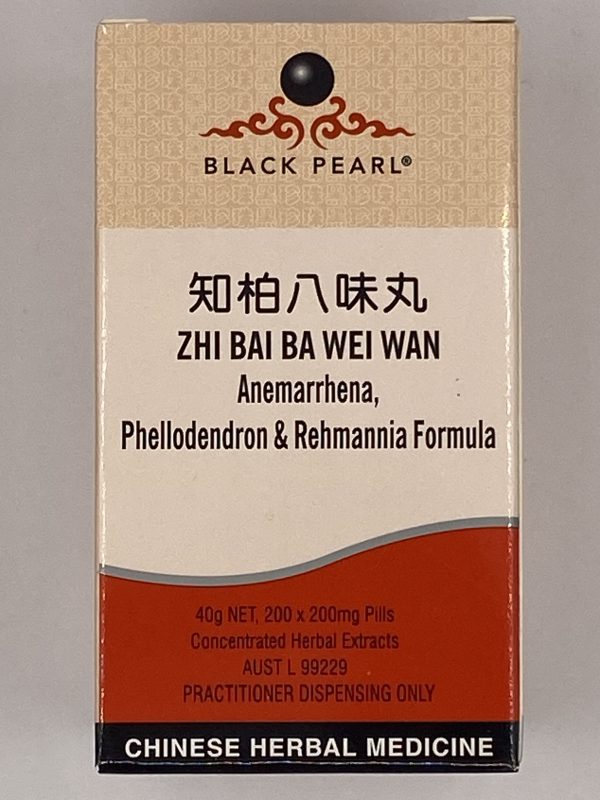 BLACK PEARL®
知柏八味丸
ZHI BAI BA WEI WAN
Anemarrhena,
Phellodendron & Rehmannia Formula
40g NET, 200 x 200mg Pills
Concentrated Herbal Extracts
AUST L 99229
PRACTITIONER DISPENSING ONLY
CHINESE HERBAL MEDICINE